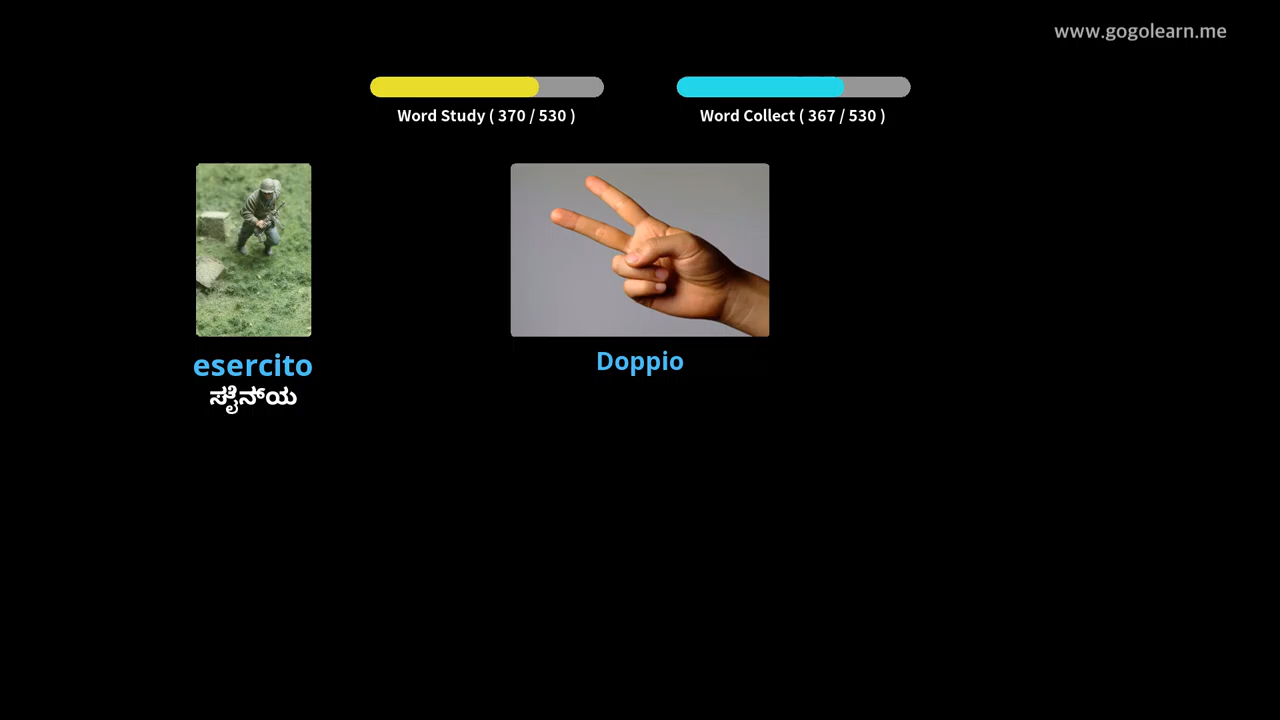 www.gogolearn.me
Word Study ( 370 / 530 )
Word Collect ( 367 / 530 )
esercito
ಸೈನ್ಯ
Doppio